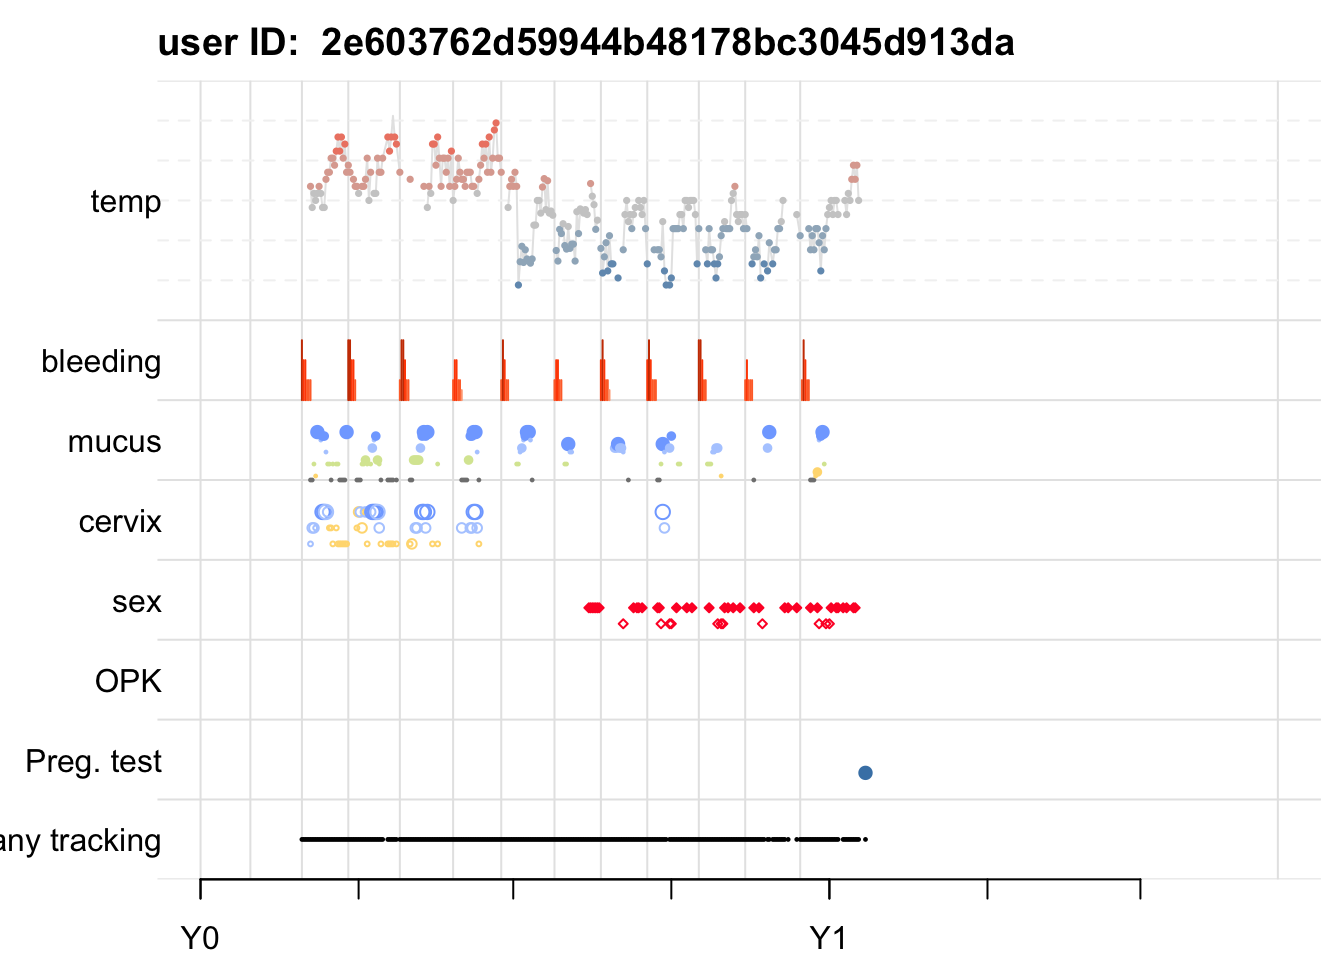 user ID:  2e603762d59944b48178bc3045d913da
temp
bleeding
mucus
cervix
sex
OPK
Preg. test
any tracking
Y0 Y1